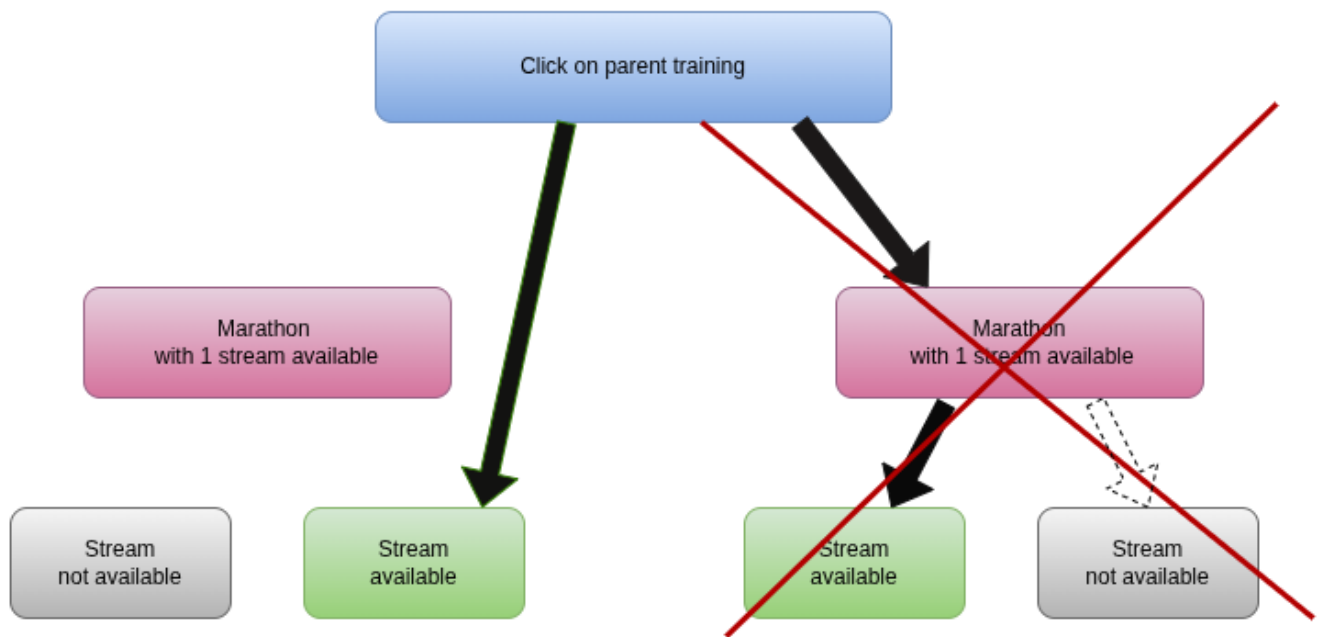 Click on parent training
Marathon
with 1 stream available
Marathon
with 1 stream available
Stream
not available
Stream
available
Stream
available
Stream
not available